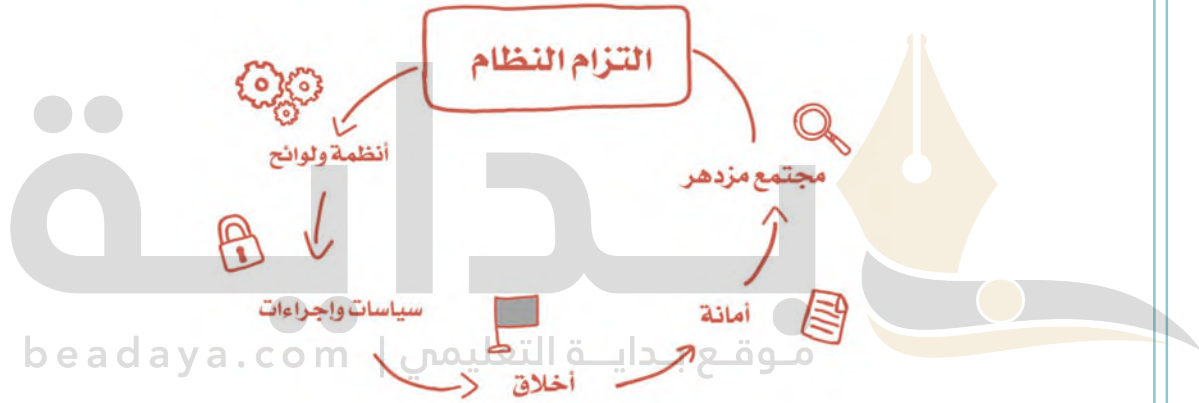 التزام النظام
أنظمة ولوائح
مجتمع مزدهر
سياسات وإجراءات
أمانة
أخلاق
بداية
beadaya.com | موقع بداية التعليمي